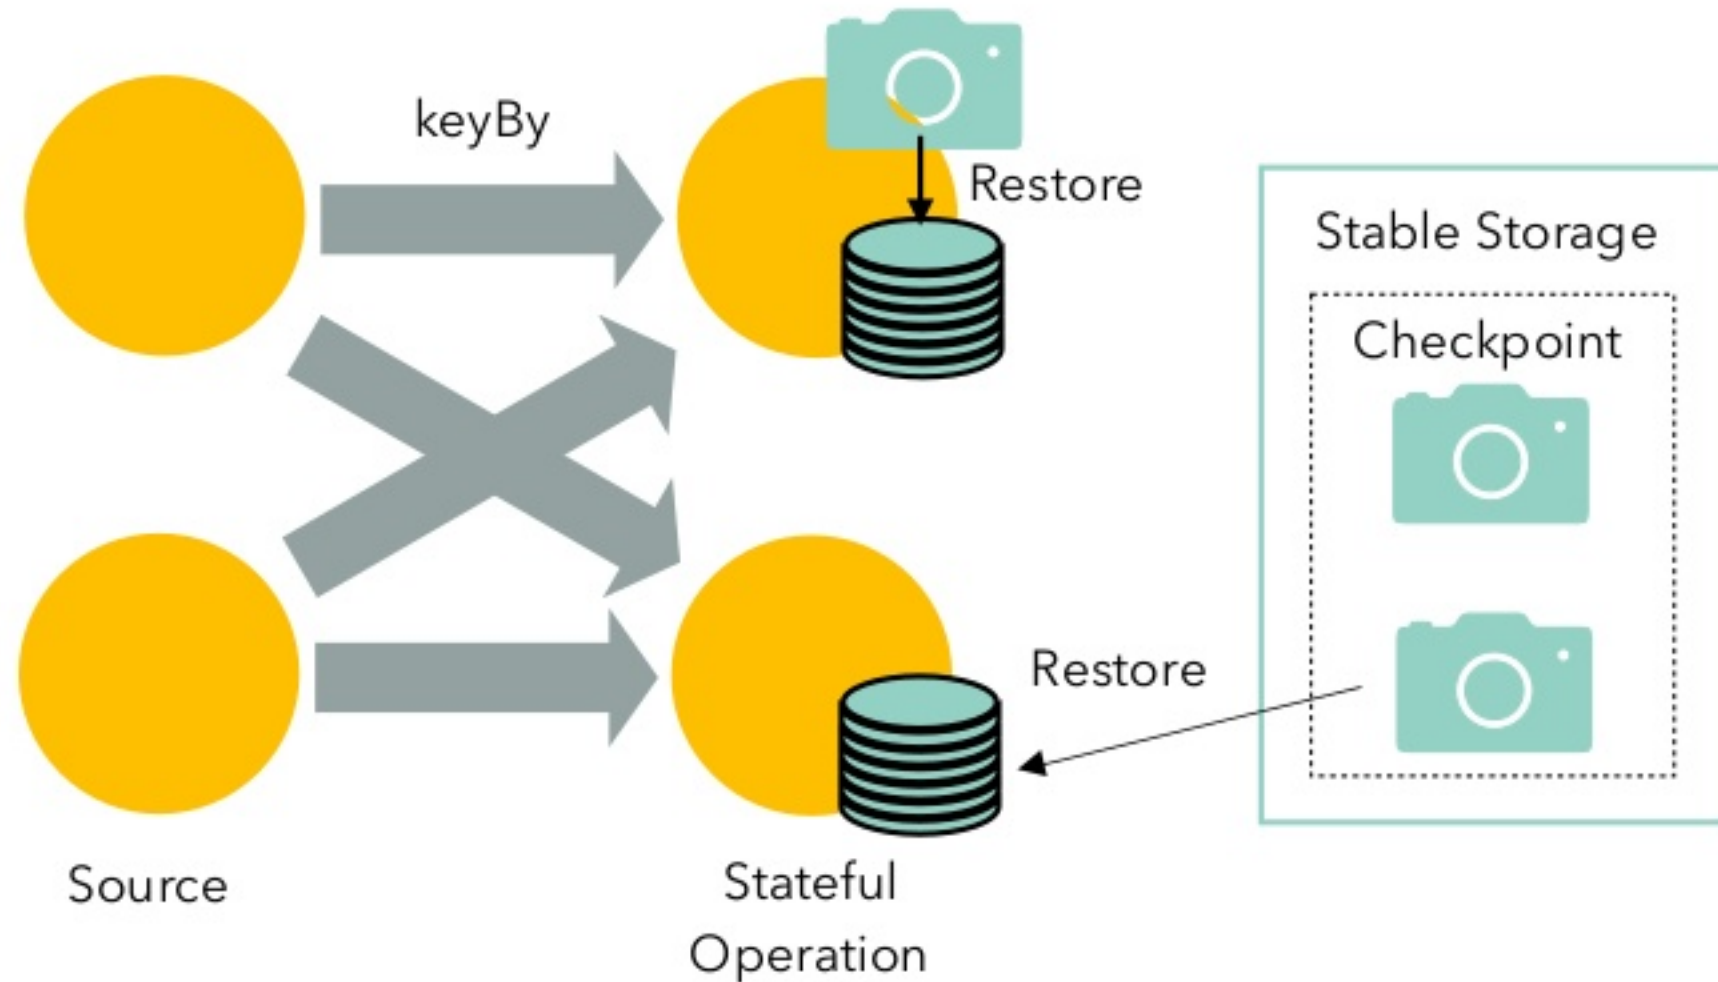 keyBy
Restore
Stable Storage
Checkpoint
Restore
Source
Stateful
Operation